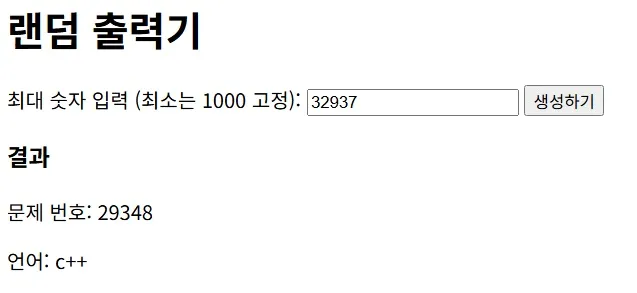 랜덤 출력기
최대 숫자 입력 (최소는 1000 고정): 32937 생성하기
결과
문제 번호: 29348
언어: c++